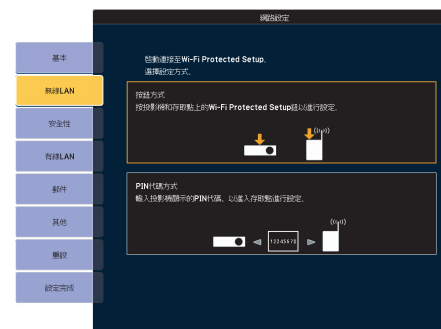 網路設定
基本
無線LAN
安全性
有線LAN
郵件
其他
重設
設定完成
啓動連接至Wi-Fi Protected Setup。
選擇設定方式。
按鈕方式
按投影機和存取點上的Wi-Fi Protected Setup鈕以進行設定。
PIN代碼方式
輸入投影機顯示的PIN代碼、以進入存取點進行設定。
12345678